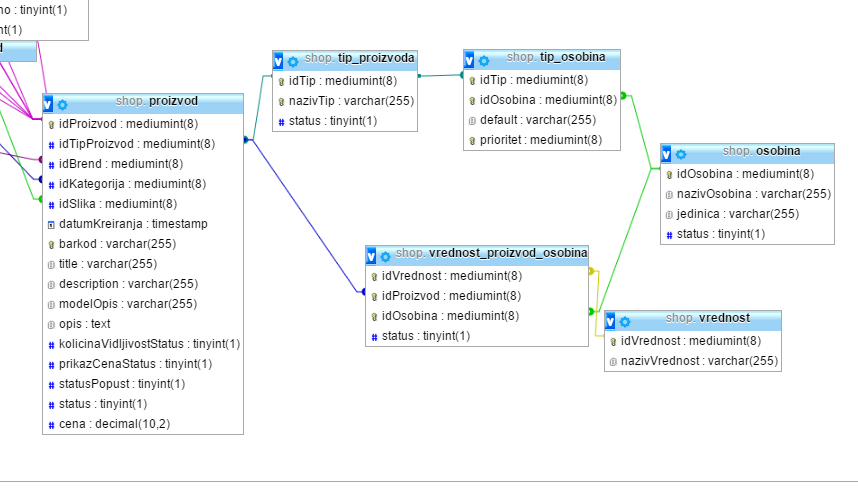 no : tinyint(1)
nt(1)
d
shop. proizvod
idProizvod : mediumint(8)
idTipProizvod : mediumint(8)
idBrend : mediumint(8)
idKategorija : mediumint(8)
idSlika : mediumint(8)
datumKreiranja : timestamp
barkod : varchar(255)
title : varchar(255)
description : varchar(255)
modelOpis : varchar(255)
opis : text
kolicinaVidljivostStatus : tinyint(1)
prikazCenaStatus : tinyint(1)
statusPopust : tinyint(1)
status : tinyint(1)
cena : decimal(10,2)
shop. tip_proizvoda
idTip : mediumint(8)
nazivTip : varchar(255)
status : tinyint(1)
shop. tip_osobina
idTip : mediumint(8)
idOsobina : mediumint(8)
default : varchar(255)
prioritet : mediumint(8)
shop. osobina
idOsobina : mediumint(8)
nazivOsobina : varchar(255)
jedinica : varchar(255)
status : tinyint(1)
shop. vrednost_proizvod_osobina
idVrednost : mediumint(8)
idProizvod : mediumint(8)
idOsobina : mediumint(8)
status : tinyint(1)
shop. vrednost
idVrednost : mediumint(8)
nazivVrednost : varchar(255)